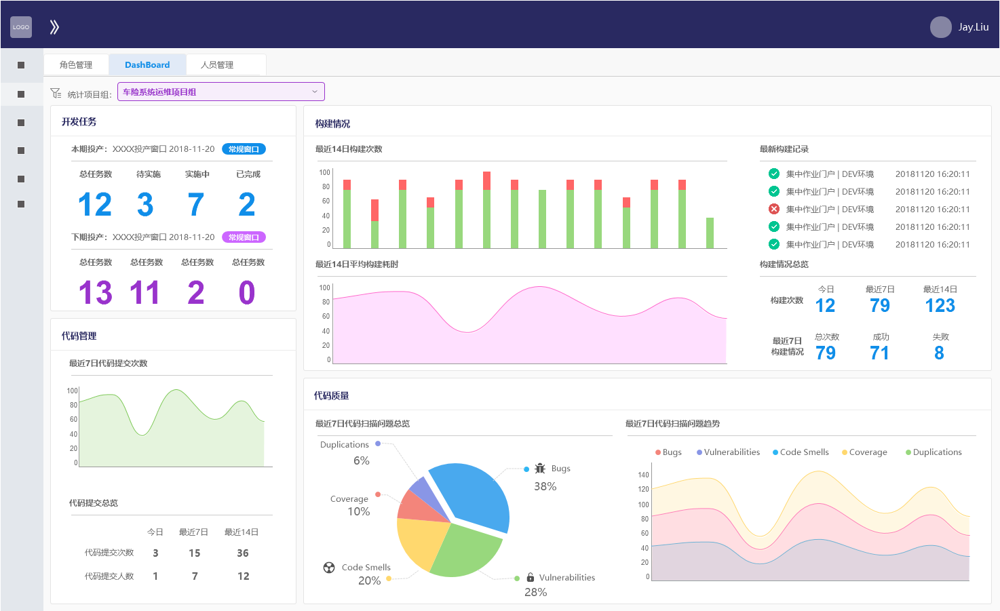 LOGO
Jay.Liu
角色管理
DashBoard
人员管理
统计项目组:
车险系统运维项目组
开发任务
本期投产： XXXX投产窗口 2018-11-20 常规窗口
总任务数 待实施 实施中 已完成
12 3 7 2
下期投产： XXXX投产窗口 2018-11-20 常规窗口
总任务数 总任务数 总任务数 总任务数
13 11 2 0
代码管理
最近7日代码提交次数
100
80
60
40
20
0
代码提交总览
今日 最近7日 最近14日
代码提交次数 3 15 36
代码提交人数 1 7 12
构建情况
最近14日构建次数
100
80
60
40
20
0
最近14日平均构建耗时
100
80
60
40
20
0
最新构建记录
集中作业门户 | DEV环境 20181120 16:20:11
集中作业门户 | DEV环境 20181120 16:20:11
集中作业门户 | DEV环境 20181120 16:20:11
集中作业门户 | DEV环境 20181120 16:20:11
集中作业门户 | DEV环境 20181120 16:20:11
构建情况总览
今日 最近7日 最近14日
构建次数 12 79 123
总次数 成功 失败
最近7日
构建情况
79 71 8
代码质量
最近7日代码扫描问题总览
Duplications
6%
Bugs
38%
Coverage
10%
Code Smells
20%
Vulnerabilities
28%
最近7日代码扫描问题趋势
Bugs Vulnerabilities Code Smells Coverage Duplications
140
120
100
80
60
40
20
0